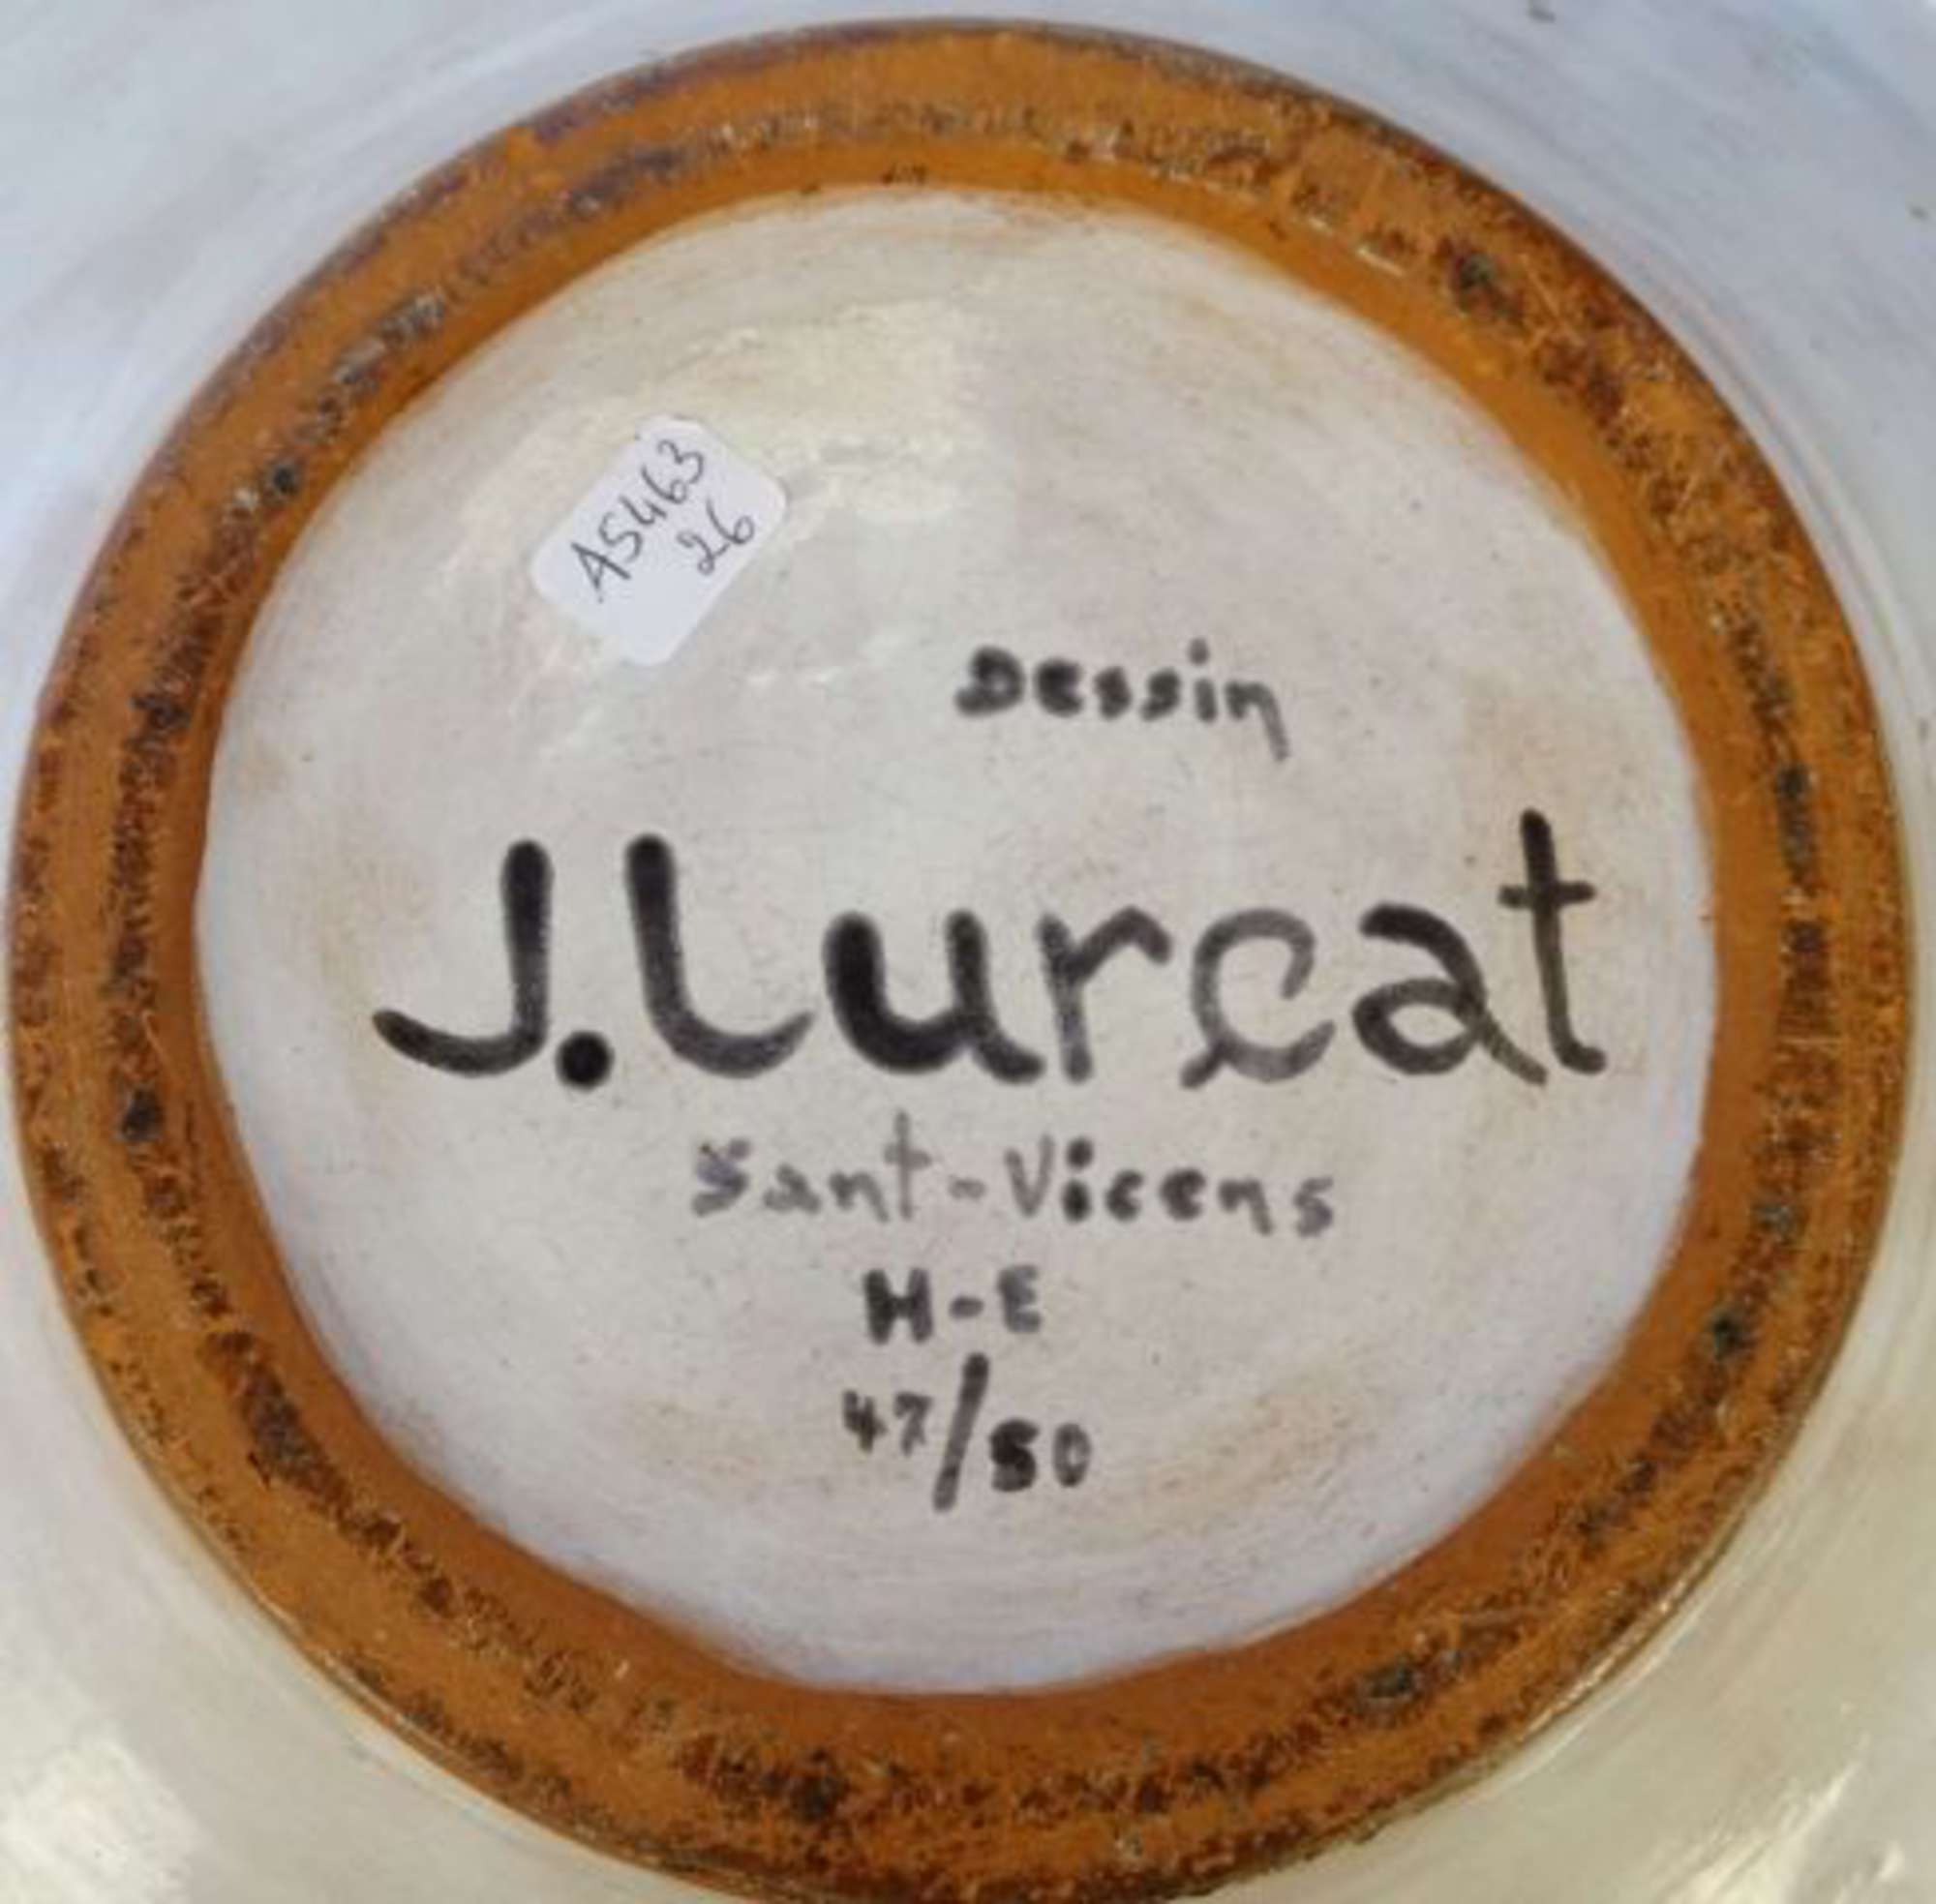 A5463
26
Dessin
J. Lurçat
Sant-Vicens
H-E
47/50